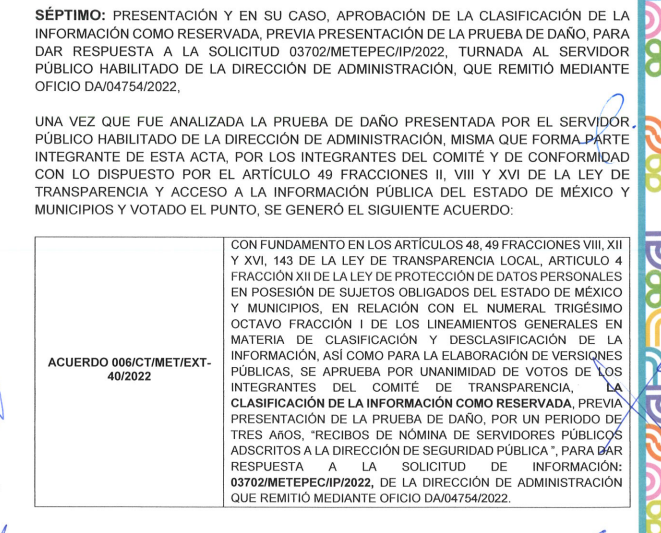 SÉPTIMO: PRESENTACIÓN Y EN SU CASO, APROBACIÓN DE LA CLASIFICACIÓN DE LA
INFORMACIÓN COMO RESERVADA, PREVIA PRESENTACIÓN DE LA PRUEBA DE DAÑO, PARA
DAR RESPUESTA A LA SOLICITUD 03702/METEPEC/IP/2022, TURNADA AL SERVIDOR
PÚBLICO HABILITADO DE LA DIRECCIÓN DE ADMINISTRACIÓN, QUE REMITIÓ MEDIANTE
OFICIO DA/04754/2022,
UNA VEZ QUE FUE ANALIZADA LA PRUEBA DE DAÑO PRESENTADA POR EL SERVIDOR
PÚBLICO HABILITADO DE LA DIRECCIÓN DE ADMINISTRACIÓN, MISMA QUE FORMA PARTE
INTEGRANTE DE ESTA ACTA, POR LOS INTEGRANTES DEL COMITÉ Y DE CONFORMIDAD
CON LO DISPUESTO POR EL ARTÍCULO 49 FRACCIONES II, VIII Y XVI DE LA LEY DE
TRANSPARENCIA Y ACCESO A LA INFORMACIÓN PÚBLICA DEL ESTADO DE MÉXICO Y
MUNICIPIOS Y VOTADO EL PUNTO, SE GENERÓ EL SIGUIENTE ACUERDO:
ACUERDO 006/CT/MET/EXT-
40/2022
CON FUNDAMENTO EN LOS ARTÍCULOS 48, 49 FRACCIONES VIII, XII
Y XVI, 143 DE LA LEY DE TRANSPARENCIA LOCAL, ARTICULO 4
FRACCIÓN XII DE LA LEY DE PROTECCIÓN DE DATOS PERSONALES
EN POSESIÓN DE SUJETOS OBLIGADOS DEL ESTADO DE MÉXICO
Y MUNICIPIOS, EN RELACIÓN CON EL NUMERAL TRIGÉSIMO
OCTAVO FRACCIÓN I DE LOS LINEAMIENTOS GENERALES EN
MATERIA DE CLASIFICACIÓN Y DESCLASIFICACIÓN DE LA
INFORMACIÓN, ASÍ COMO PARA LA ELABORACIÓN DE VERSIONES
PÚBLICAS, SE APRUEBA POR UNANIMIDAD DE VOTOS DE LOS
INTEGRANTES DEL COMITÉ DE TRANSPARENCIA, LA
CLASIFICACIÓN DE LA INFORMACIÓN COMO RESERVADA, PREVIA
PRESENTACIÓN DE LA PRUEBA DE DAÑO, POR UN PERIODO DE
TRES AñOS, “RECIBOS DE NÓMINA DE SERVIDORES PÚBLICOS
ADSCRITOS A LA DIRECCIÓN DE SEGURIDAD PÚBLICA ”, PARA DAR
RESPUESTA A LA SOLICITUD DE INFORMACIÓN:
03702/METEPEC/IP/2022, DE LA DIRECCIÓN DE ADMINISTRACIÓN
QUE REMITIÓ MEDIANTE OFICIO DA/04754/2022.